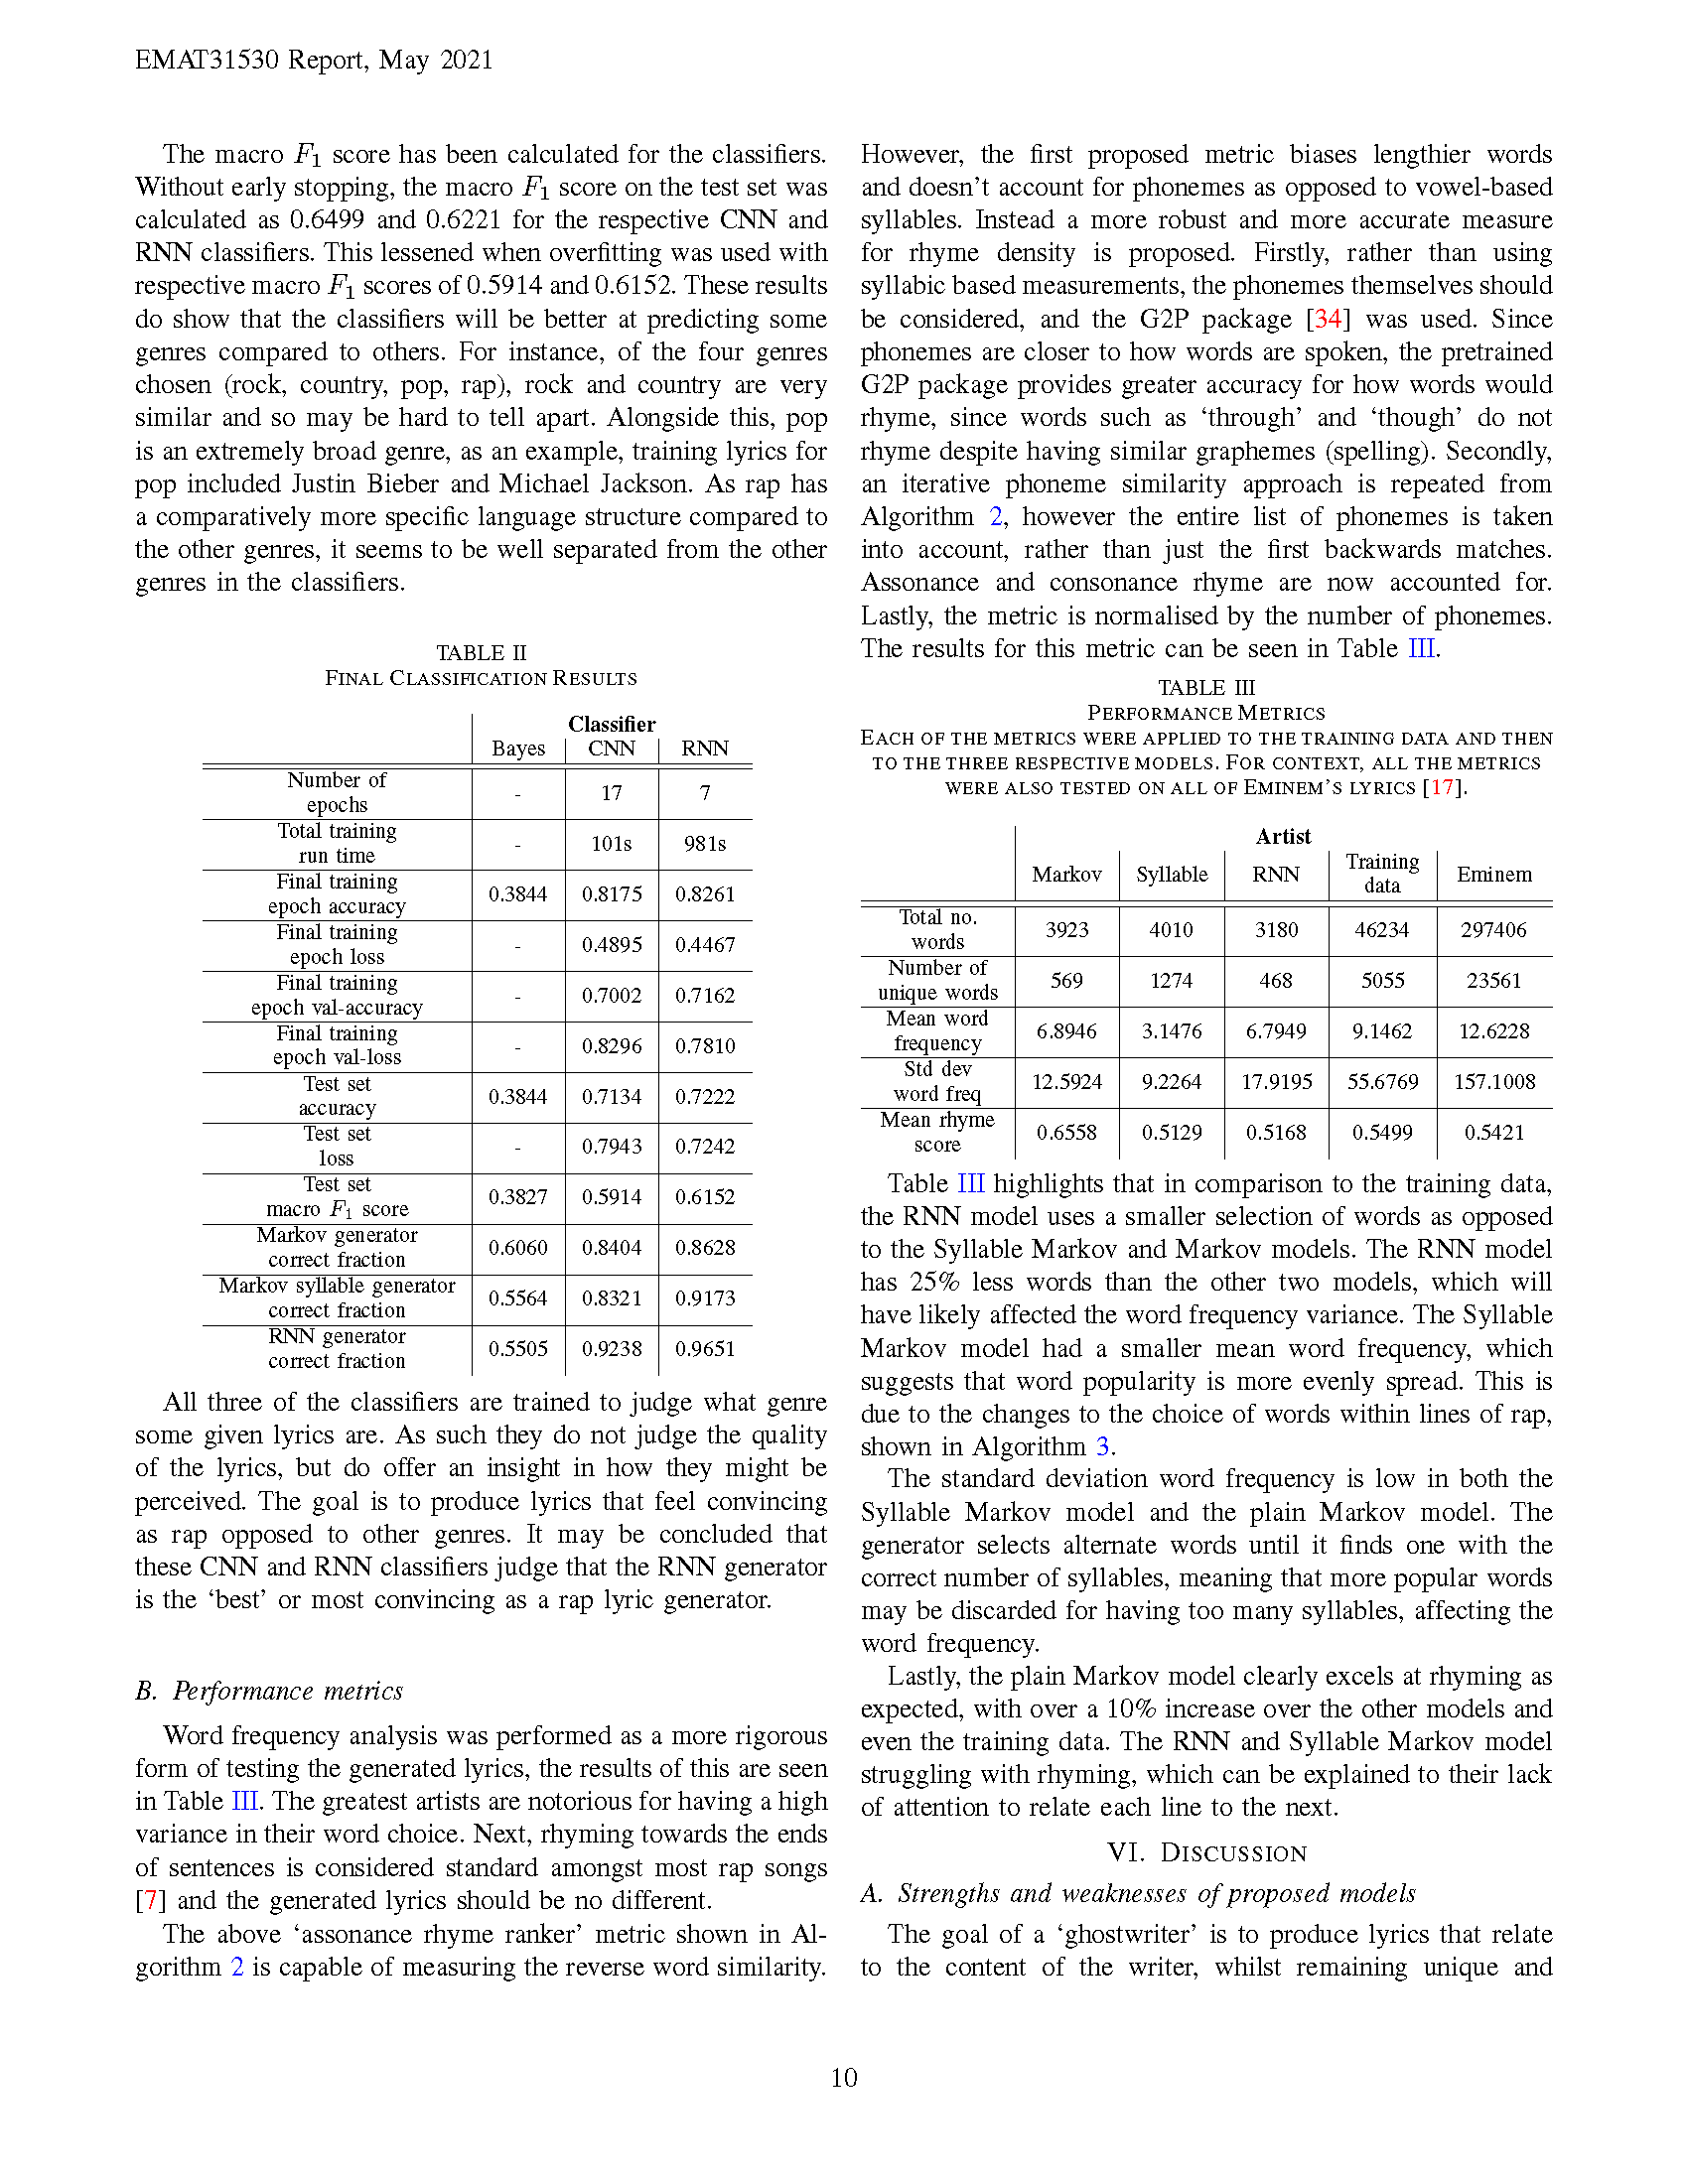 EMAT31530 Report, May 2021
The macro F1 score has been calculated for the classifiers.
Without early stopping, the macro F1 score on the test set was
calculated as 0.6499 and 0.6221 for the respective CNN and
RNN classifiers. This lessened when overfitting was used with
respective macro F1 scores of 0.5914 and 0.6152. These results
do show that the classifiers will be better at predicting some
genres compared to others. For instance, of the four genres
chosen (rock, country, pop, rap), rock and country are very
similar and so may be hard to tell apart. Alongside this, pop
is an extremely broad genre, as an example, training lyrics for
pop included Justin Bieber and Michael Jackson. As rap has
a comparatively more specific language structure compared to
the other genres, it seems to be well separated from the other
genres in the classifiers.
TABLE II
FINAL CLASSIFICATION RESULTS
Classifier
Bayes CNN RNN
Number of
epochs - 17 7
Total training
run time - 101s 981s
Final training
epoch accuracy 0.3844 0.8175 0.8261
Final training
epoch loss - 0.4895 0.4467
Final training
epoch val-accuracy - 0.7002 0.7162
Final training
epoch val-loss - 0.8296 0.7810
Test set
accuracy 0.3844 0.7134 0.7222
Test set
loss - 0.7943 0.7242
Test set
macro F1 score 0.3827 0.5914 0.6152
Markov generator
correct fraction 0.6060 0.8404 0.8628
Markov syllable generator
correct fraction 0.5564 0.8321 0.9173
RNN generator
correct fraction 0.5505 0.9238 0.9651
All three of the classifiers are trained to judge what genre
some given lyrics are. As such they do not judge the quality
of the lyrics, but do offer an insight in how they might be
perceived. The goal is to produce lyrics that feel convincing
as rap opposed to other genres. It may be concluded that
these CNN and RNN classifiers judge that the RNN generator
is the ‘best’ or most convincing as a rap lyric generator.
B. Performance metrics
Word frequency analysis was performed as a more rigorous
form of testing the generated lyrics, the results of this are seen
in Table III. The greatest artists are notorious for having a high
variance in their word choice. Next, rhyming towards the ends
of sentences is considered standard amongst most rap songs
[7] and the generated lyrics should be no different.
The above ‘assonance rhyme ranker’ metric shown in Al-
gorithm 2 is capable of measuring the reverse word similarity.
However, the first proposed metric biases lengthier words
and doesn’t account for phonemes as opposed to vowel-based
syllables. Instead a more robust and more accurate measure
for rhyme density is proposed. Firstly, rather than using
syllabic based measurements, the phonemes themselves should
be considered, and the G2P package [34] was used. Since
phonemes are closer to how words are spoken, the pretrained
G2P package provides greater accuracy for how words would
rhyme, since words such as ‘through’ and ‘though’ do not
rhyme despite having similar graphemes (spelling). Secondly,
an iterative phoneme similarity approach is repeated from
Algorithm 2, however the entire list of phonemes is taken
into account, rather than just the first backwards matches.
Assonance and consonance rhyme are now accounted for.
Lastly, the metric is normalised by the number of phonemes.
The results for this metric can be seen in Table III.
TABLE III
PERFORMANCE METRICS
EACH OF THE METRICS WERE APPLIED TO THE TRAINING DATA AND THEN
TO THE THREE RESPECTIVE MODELS. FOR CONTEXT, ALL THE METRICS
WERE ALSO TESTED ON ALL OF EMINEM’S LYRICS [17].
Artist
Markov Syllable RNN Training data Eminem
Total no.
words 3923 4010 3180 46234 297406
Number of
unique words 569 1274 468 5055 23561
Mean word
frequency 6.8946 3.1476 6.7949 9.1462 12.6228
Std dev
word freq 12.5924 9.2264 17.9195 55.6769 157.1008
Mean rhyme
score 0.6558 0.5129 0.5168 0.5499 0.5421
Table III highlights that in comparison to the training data,
the RNN model uses a smaller selection of words as opposed
to the Syllable Markov and Markov models. The RNN model
has 25% less words than the other two models, which will
have likely affected the word frequency variance. The Syllable
Markov model had a smaller mean word frequency, which
suggests that word popularity is more evenly spread. This is
due to the changes to the choice of words within lines of rap,
shown in Algorithm 3.
The standard deviation word frequency is low in both the
Syllable Markov model and the plain Markov model. The
generator selects alternate words until it finds one with the
correct number of syllables, meaning that more popular words
may be discarded for having too many syllables, affecting the
word frequency.
Lastly, the plain Markov model clearly excels at rhyming as
expected, with over a 10% increase over the other models and
even the training data. The RNN and Syllable Markov model
struggling with rhyming, which can be explained to their lack
of attention to relate each line to the next.
VI. DISCUSSION
A. Strengths and weaknesses of proposed models
The goal of a ‘ghostwriter’ is to produce lyrics that relate
to the content of the writer, whilst remaining unique and
10